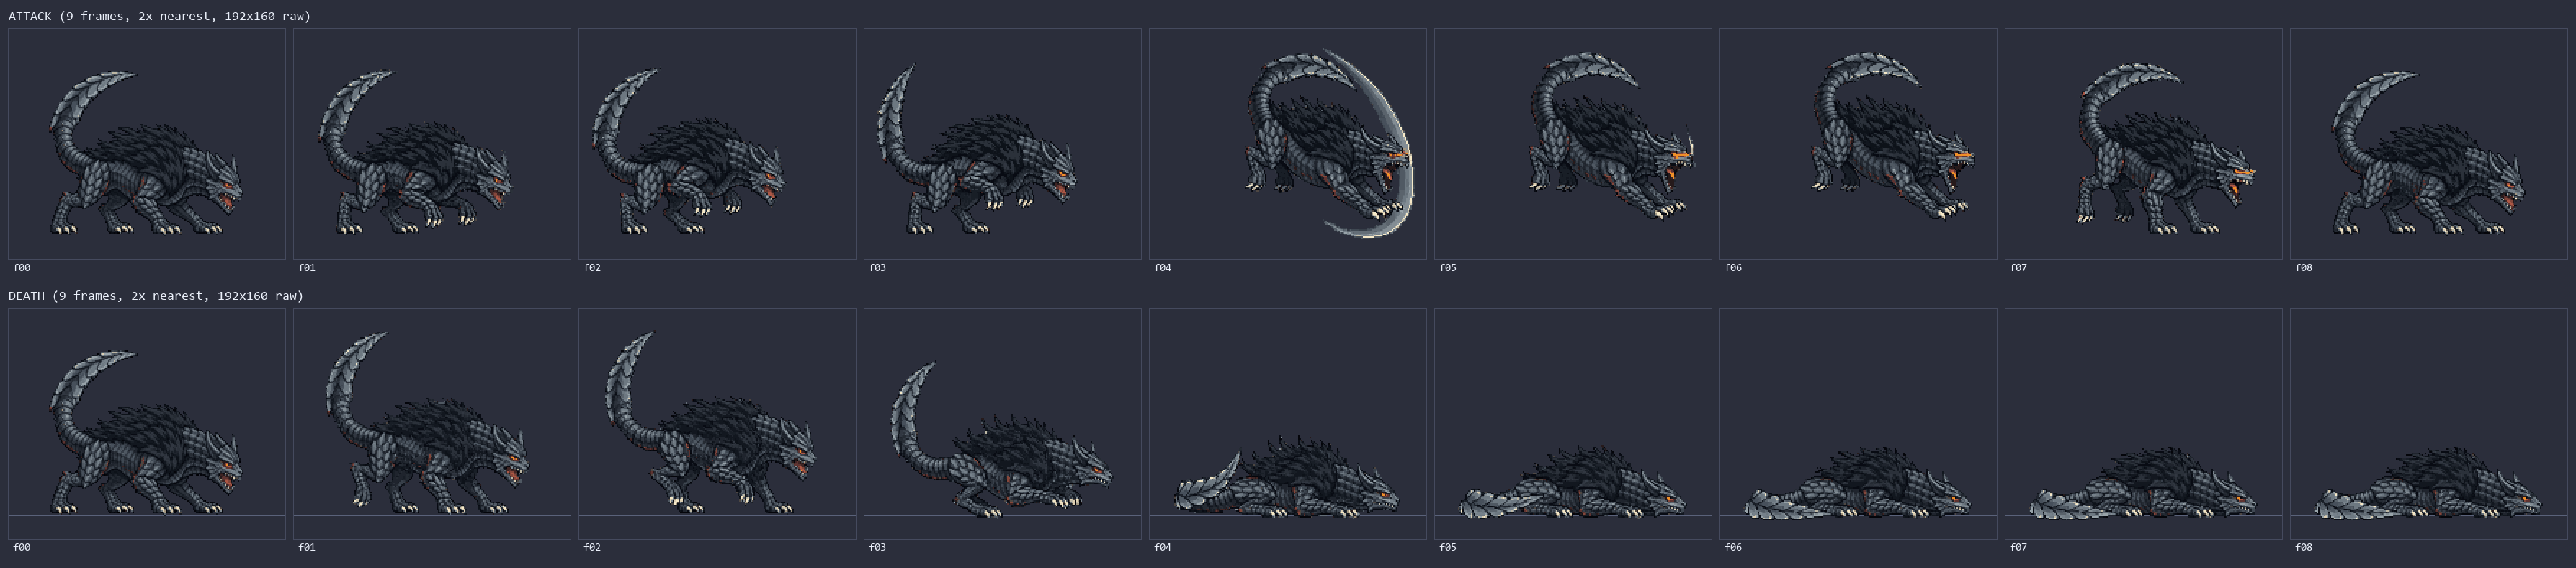 ATTACK (9 frames, 2x nearest, 192x160 raw)
f00 f01 f02 f03 f04 f05 f06 f07 f08
DEATH (9 frames, 2x nearest, 192x160 raw)
f00 f01 f02 f03 f04 f05 f06 f07 f08